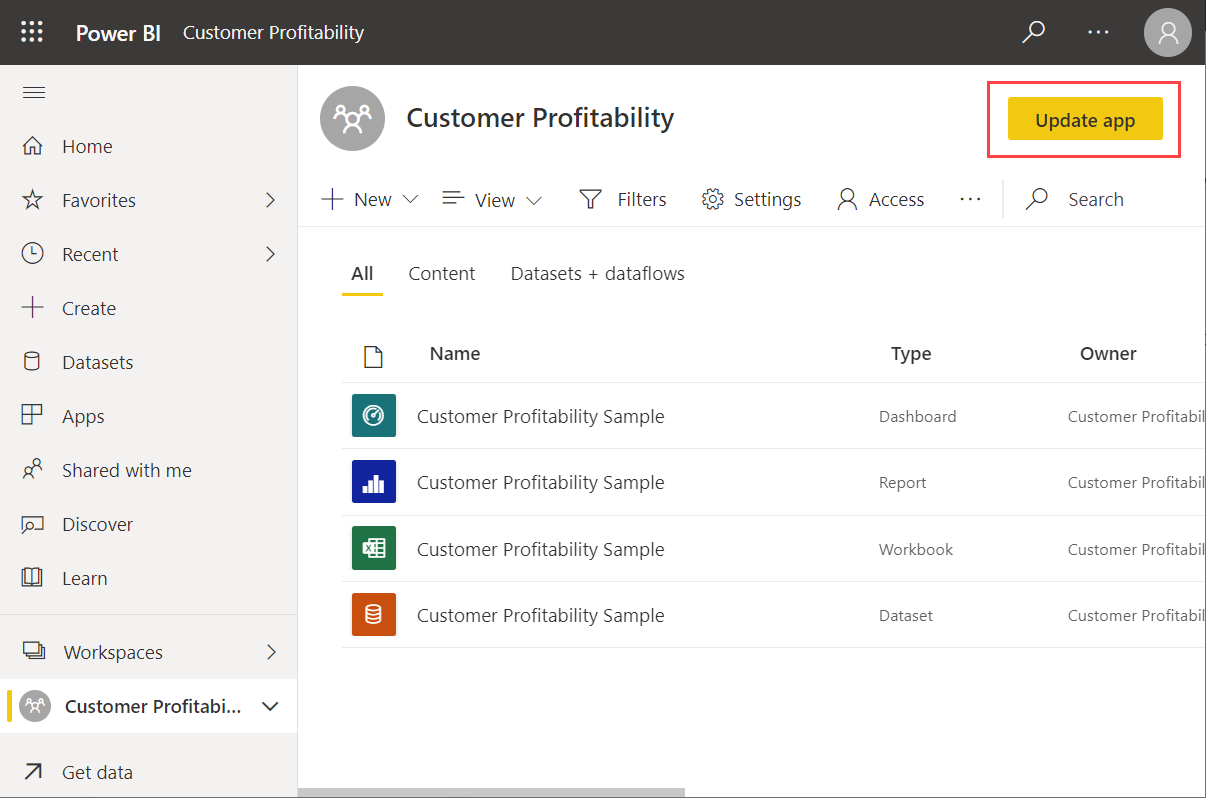 Power BI Customer Profitability
Customer Profitability
Update app
New View Filters Settings Access ... Search
All Content Datasets + dataflows
Name Type Owner
Customer Profitability Sample Dashboard Customer Profitabil
Customer Profitability Sample Report Customer Profitabil
Customer Profitability Sample Workbook Customer Profitabil
Customer Profitability Sample Dataset Customer Profitabil
Home
Favorites
Recent
Create
Datasets
Apps
Shared with me
Discover
Learn
Workspaces
Customer Profitabi...
Get data